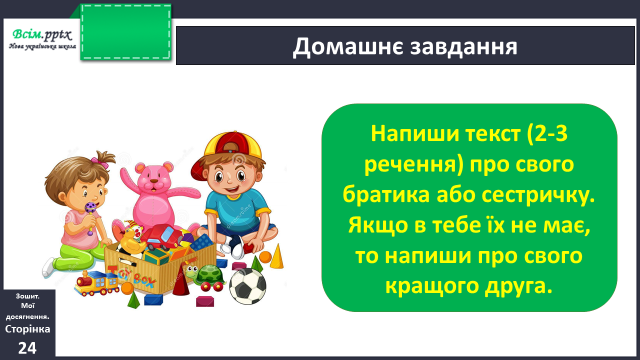 Всім.pptx
Нова українська школа
Домашнє завдання
Напиши текст (2-3
речення) про свого
братика або сестричку.
Якщо в тебе їх не має,
то напиши про свого
кращого друга.
Зошит.
Мої
досягнення.
Сторінка
24